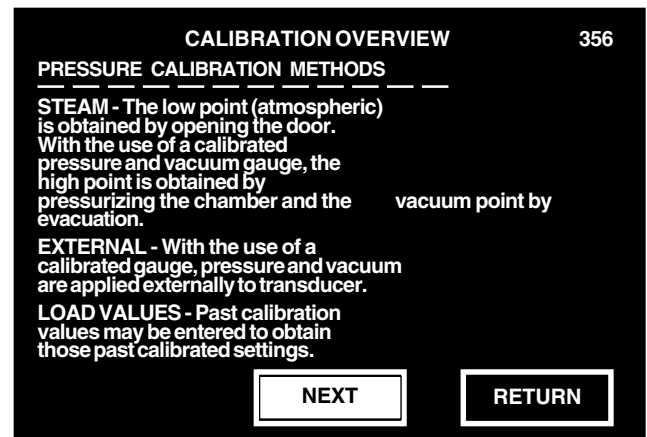 CALIBRATION OVERVIEW 356
PRESSURE CALIBRATION METHODS
STEAM - The low point (atmospheric)
is obtained by opening the door.
With the use of a calibrated
pressure and vacuum gauge, the
high point is obtained by
pressurizing the chamber and the vacuum point by
evacuation.
EXTERNAL - With the use of a
calibrated gauge, pressure and vacuum
are applied externally to transducer.
LOAD VALUES - Past calibration
values may be entered to obtain
those past calibrated settings.
NEXT RETURN